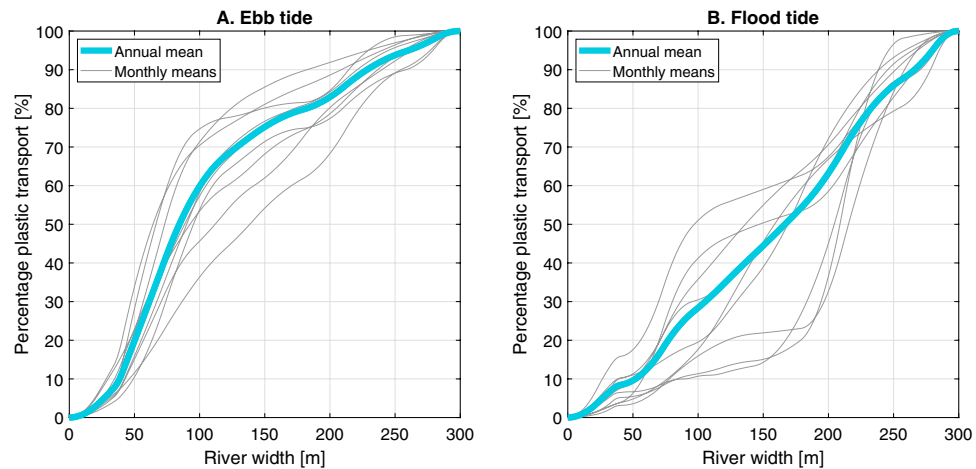 A. Ebb tide
Annual mean
Monthly means
Percentage plastic transport [%]
100
90
80
70
60
50
40
30
20
10
0
0 50 100 150 200 250 300
River width [m]
B. Flood tide
Annual mean
Monthly means
Percentage plastic transport [%]
100
90
80
70
60
50
40
30
20
10
0
0 50 100 150 200 250 300
River width [m]